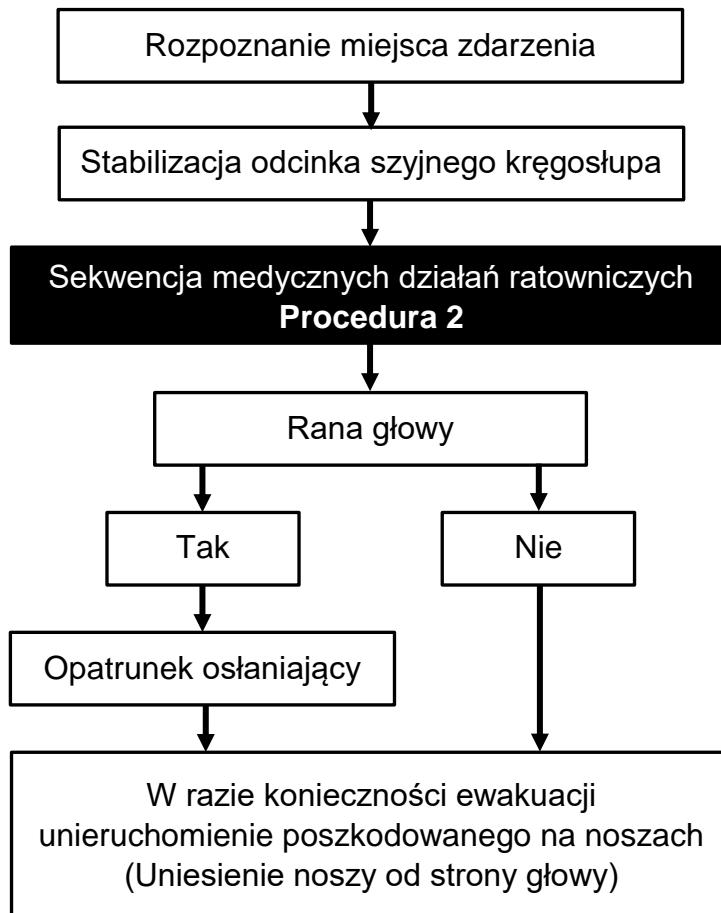 Rozpoznanie miejsca zdarzenia
Stabilizacja odcinka szyjnego kręgosłupa
Sekwencja medycznych działań ratowniczych
Procedura 2
Rana głowy
Tak
Nie
Opatrunek osłaniający
W razie konieczności ewakuacji
unieruchomienie poszkodowanego na noszach
(Uniesienie noszy od strony głowy)